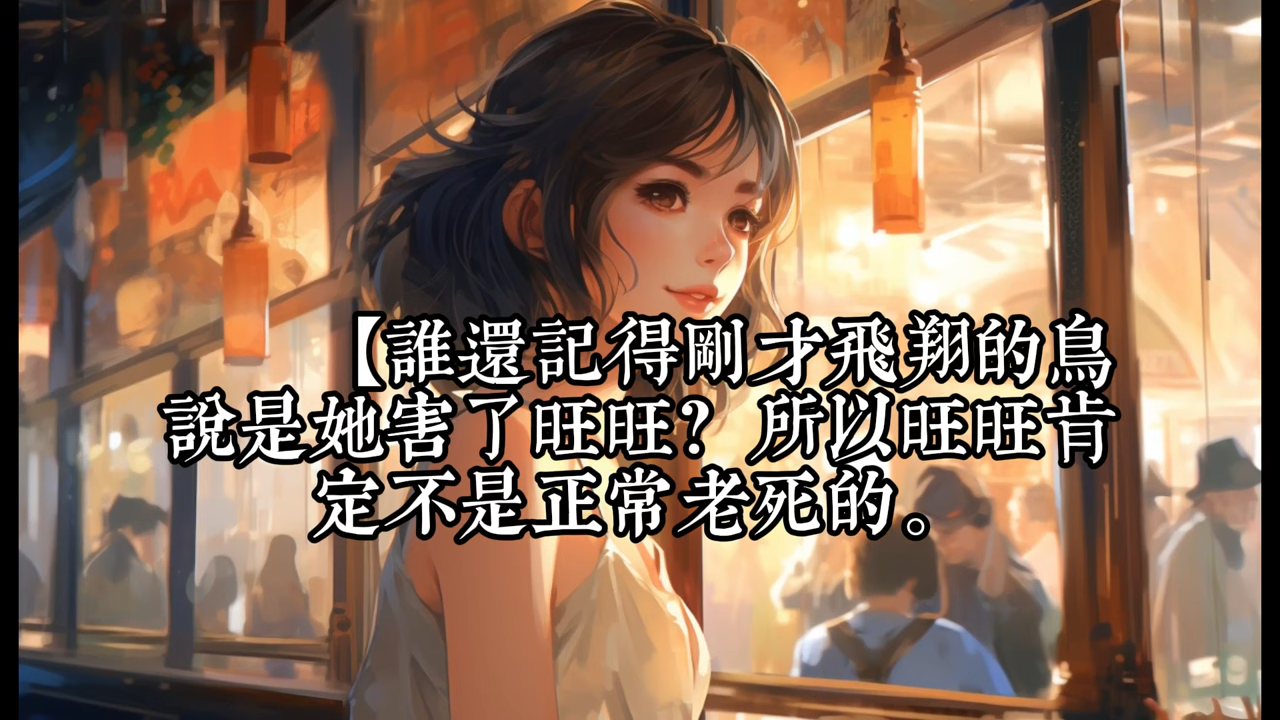 【誰還記得剛才飛翔的鳥
說是她害了旺旺？所以旺旺肯
定不是正常老死的。